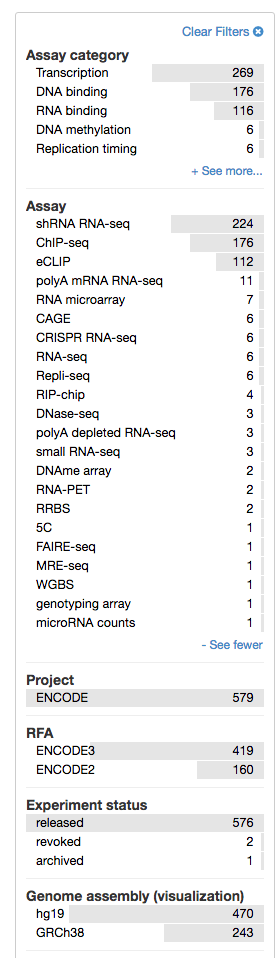 Clear Filters
Assay category
Transcription 269
DNA binding 176
RNA binding 116
DNA methylation 6
Replication timing 6
+ See more...
Assay
shRNA RNA-seq 224
ChIP-seq 176
eCLIP 112
polyA mRNA RNA-seq 11
RNA microarray 7
CAGE 6
CRISPR RNA-seq 6
RNA-seq 6
Repli-seq 6
RIP-chip 4
DNase-seq 3
polyA depleted RNA-seq 3
small RNA-seq 3
DNAme array 2
RNA-PET 2
RRBS 2
5C 1
FAIRE-seq 1
MRE-seq 1
WGBS 1
genotyping array 1
microRNA counts 1
- See fewer
Project
ENCODE 579
RFA
ENCODE3 419
ENCODE2 160
Experiment status
released 576
revoked 2
archived 1
Genome assembly (visualization)
hg19 470
GRCh38 243